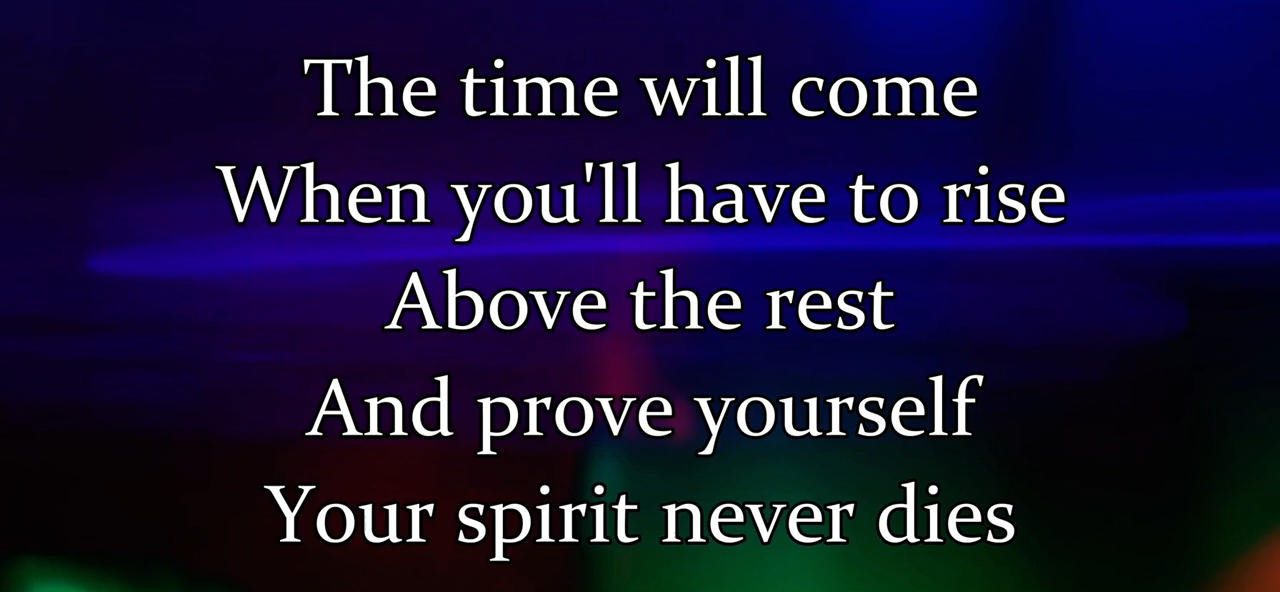 The time will come
When you'll have to rise
Above the rest
And prove yourself
Your spirit never dies